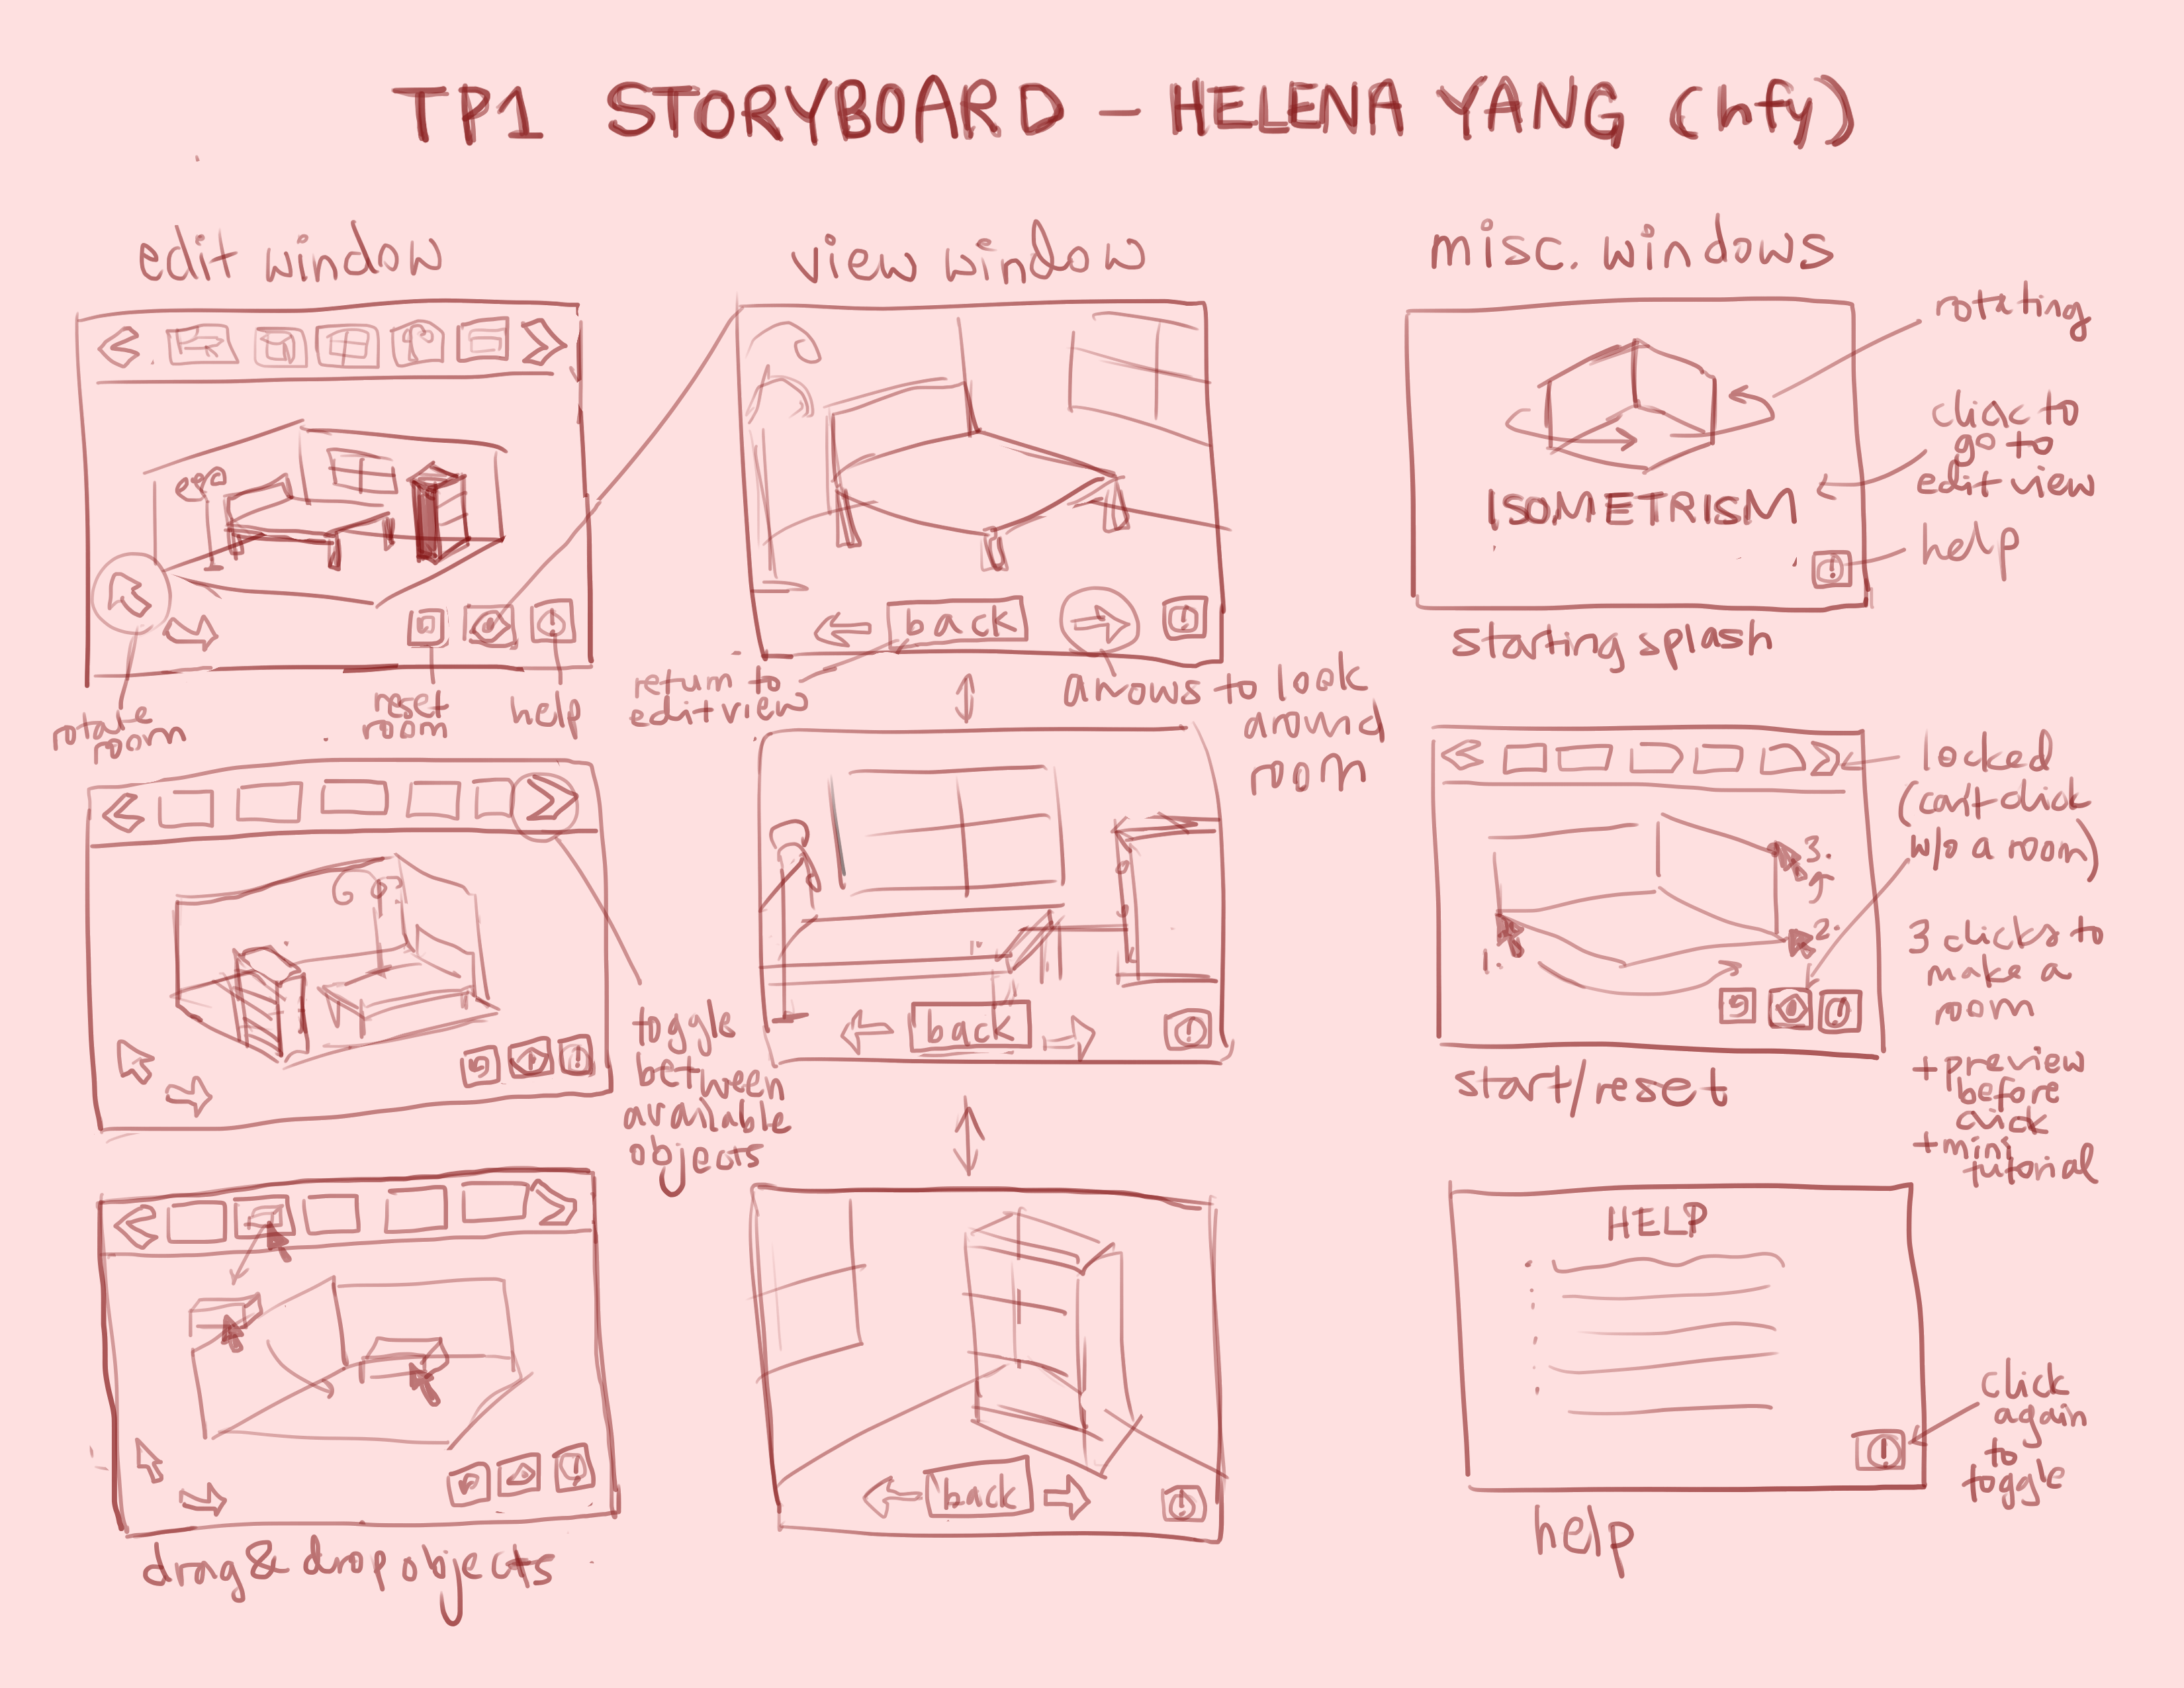 TP1 STORYBOARD – HELENA YANG (hfy)
edit window
rotate
room
reset
room
help
toggle
between
available
objects
drag & drop objects
view window
back
return to
edit view
arrows to look
around
room
back
back
misc. windows
ISOMETRISM
rotating
click to
go to
edit view
help
starting splash
1.
2.
3.
locked
(can't click
w/o a room)
3 clicks to
make a
room
+ preview
before
click
+ mini
tutorial
start/reset
HELP
click
again
to
toggle
help